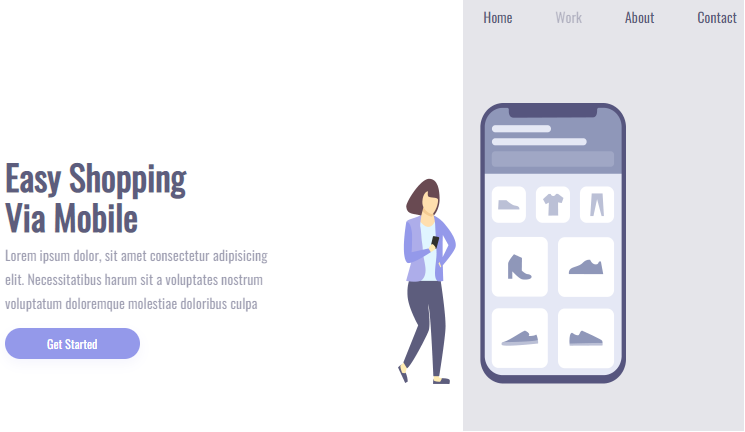 Home Work About Contact
Easy Shopping
Via Mobile
Lorem ipsum dolor, sit amet consectetur adipisicing
elit. Necessitatibus harum sit a voluptates nostrum
voluptatum doloremque molestiae doloribus culpa
Get Started